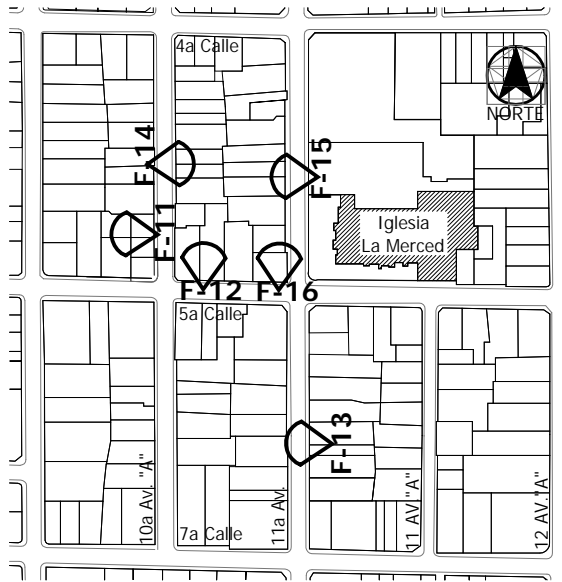 4a Calle
NORTE
F-14
F-15
F-11
Iglesia
La Merced
F-12
F-16
5a Calle
F-13
10a Av. "A"
11a Av.
11 AV."A"
12 AV."A"
7a Calle